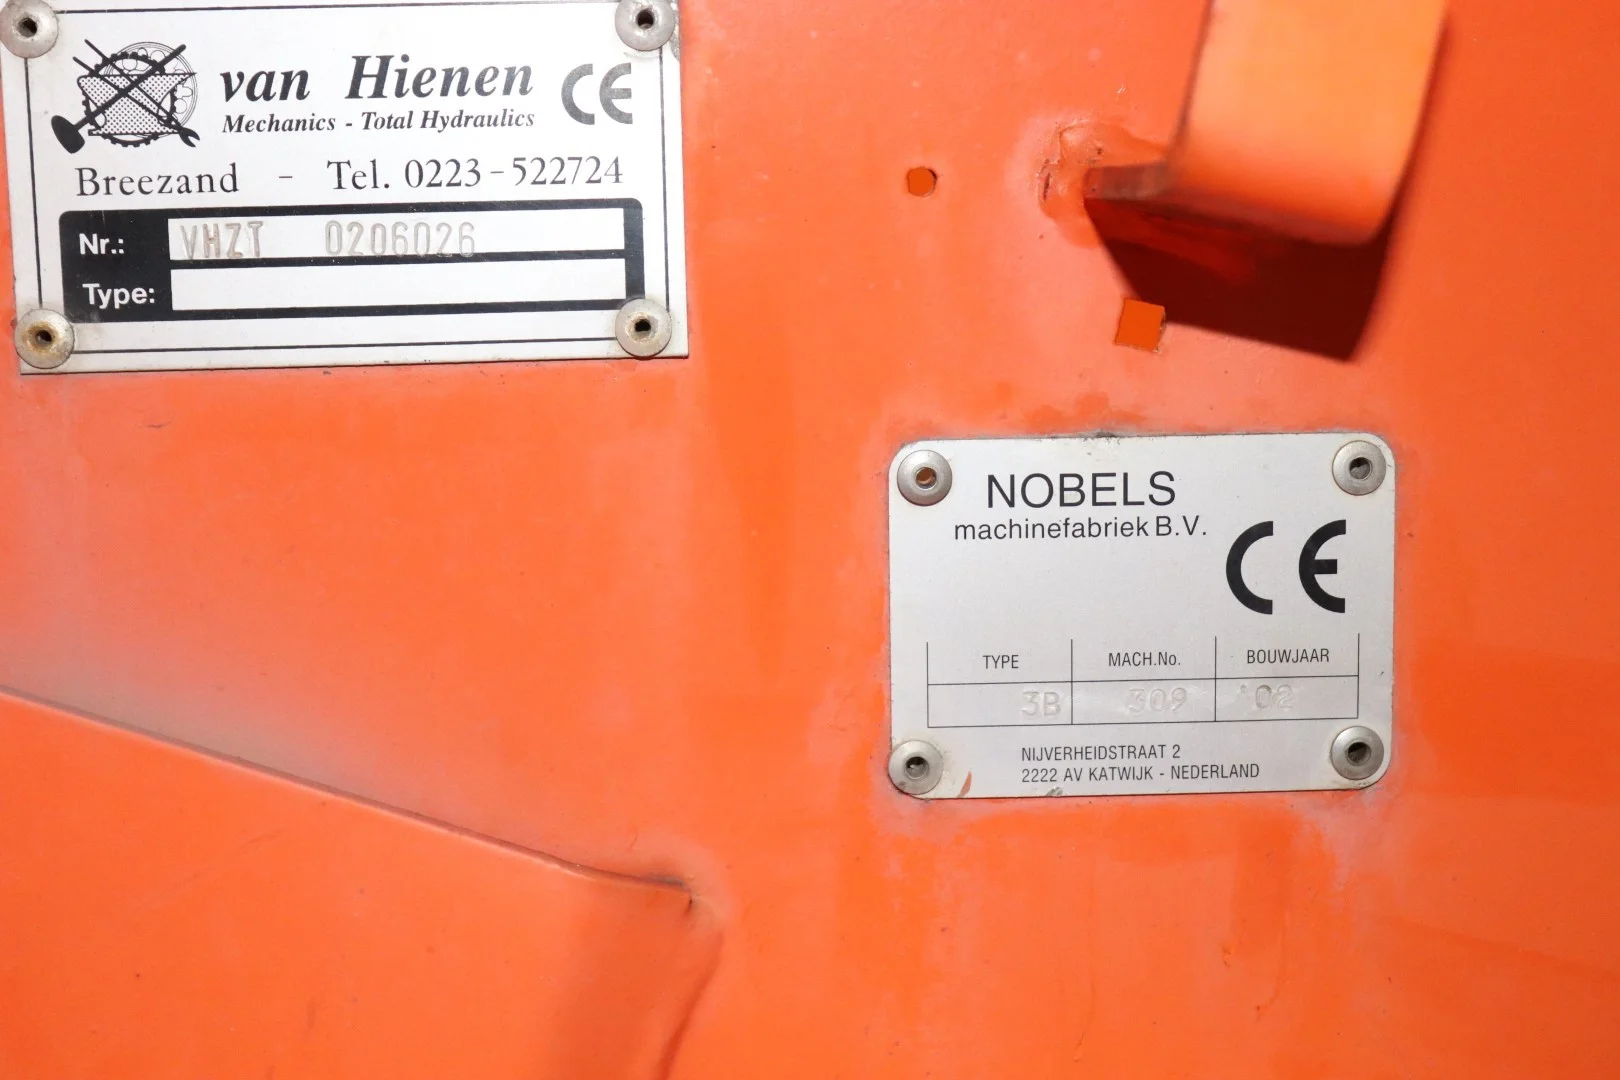 van Hienen CE
Mechanics - Total Hydraulics
Breezand - Tel. 0223-522724
Nr.: VHZT 0206026
Type:
NOBELS
machinefabriek B.V.
CE
TYPE MACH.No. BOUWJAAR
3B 309 '02
NIJVERHEIDSTRAAT 2
2222 AV KATWIJK - NEDERLAND